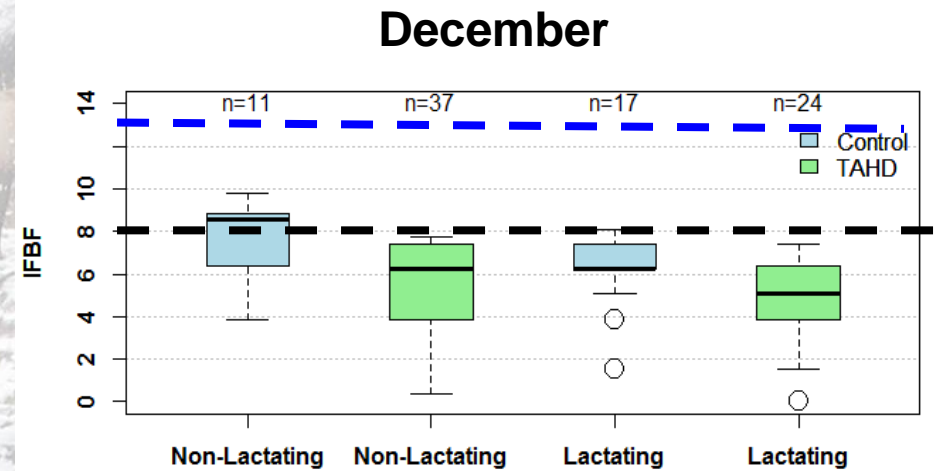 December
14
n=11 n=37 n=17 n=24
Control
TAHD
10
8
6
4
2
0
IFBF
Non-Lactating Non-Lactating Lactating Lactating